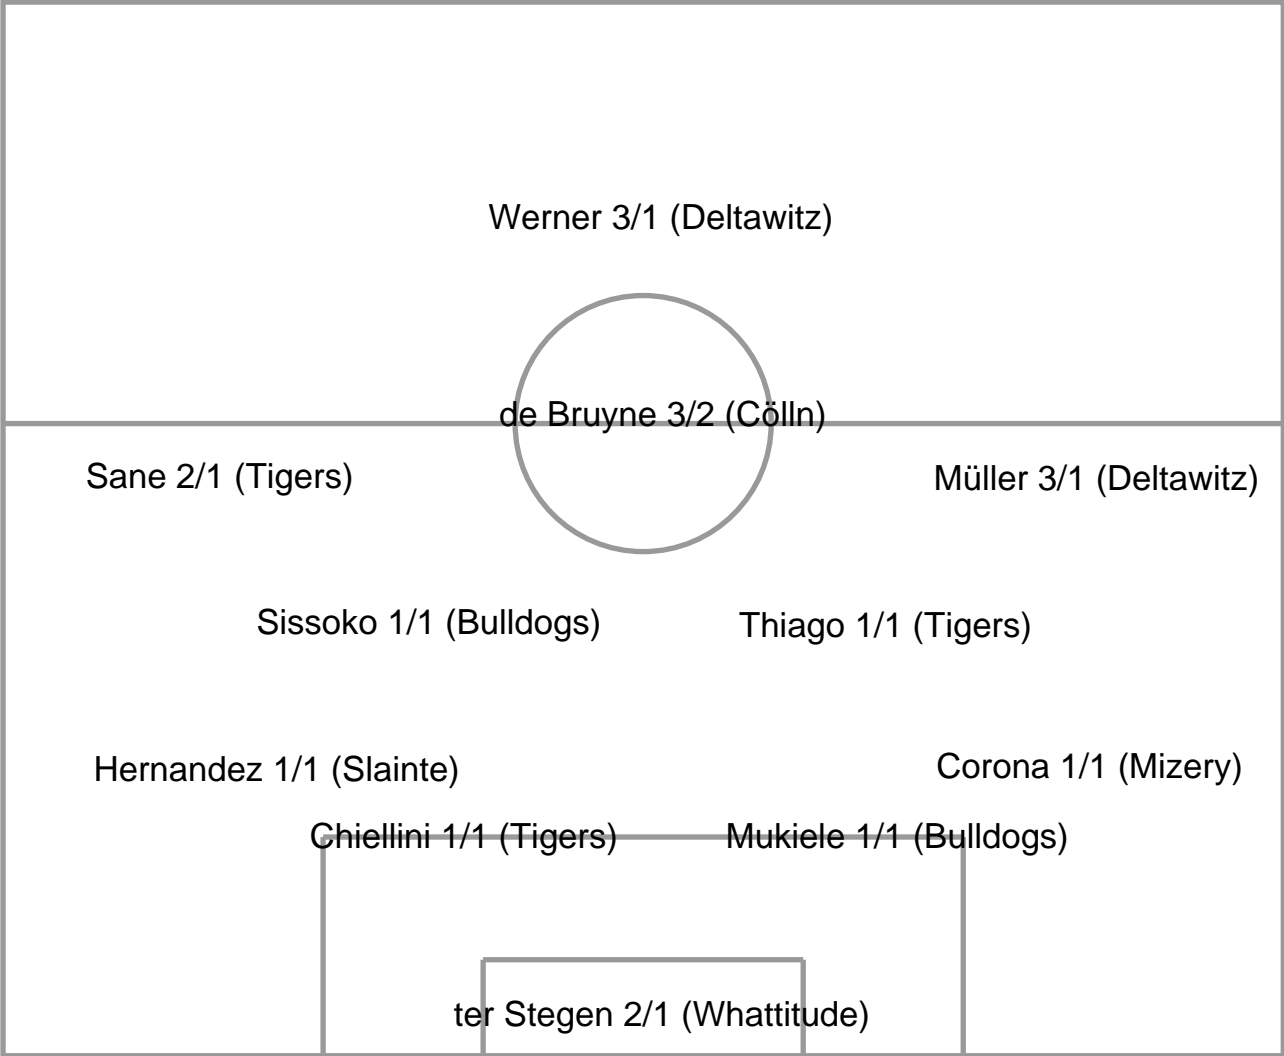 Werner 3/1 (Deltawitz)
de Bruyne 3/2 (Cölln)
Sane 2/1 (Tigers)
Müller 3/1 (Deltawitz)
Sissoko 1/1 (Bulldogs)
Thiago 1/1 (Tigers)
Hernandez 1/1 (Slainte)
Corona 1/1 (Mizery)
Chiellini 1/1 (Tigers)
Mukiele 1/1 (Bulldogs)
ter Stegen 2/1 (Whattitude)